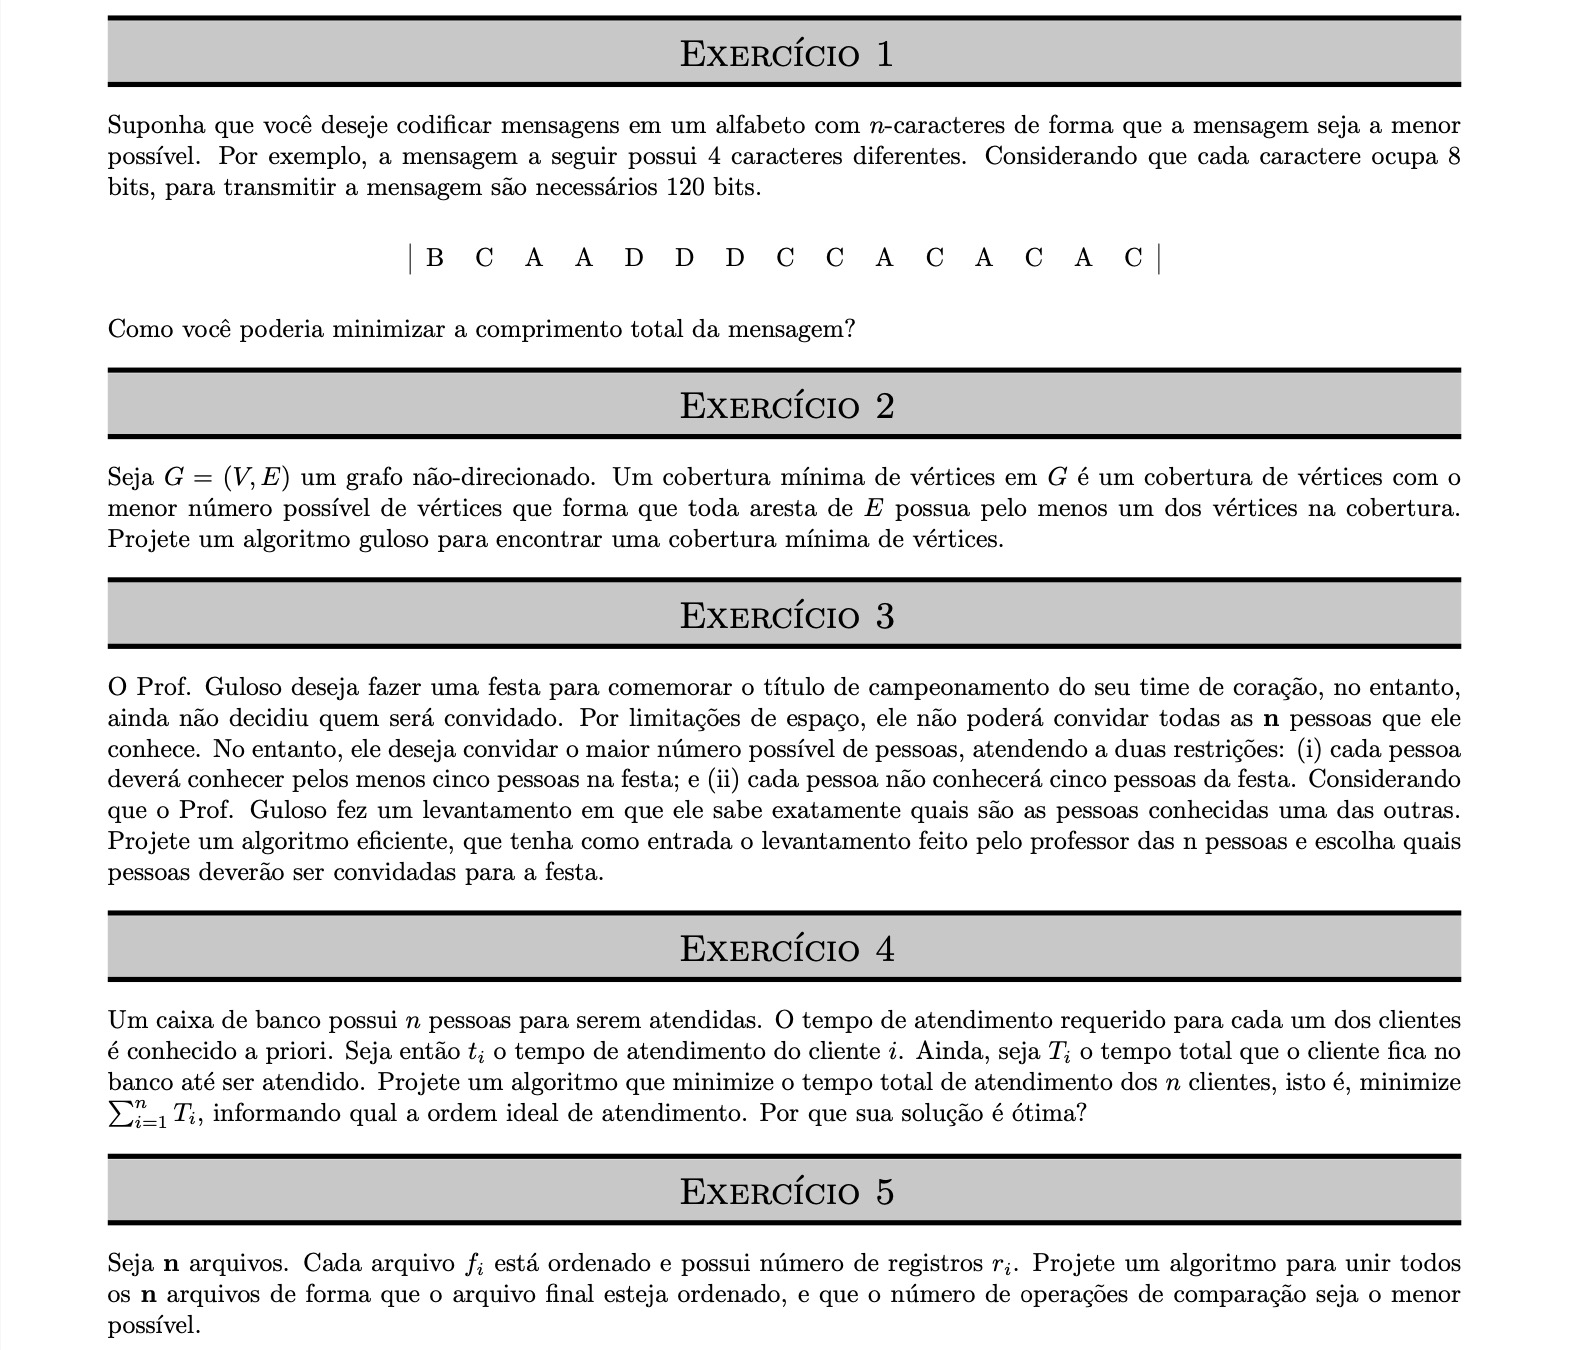 Exercício 1
Suponha que você deseje codificar mensagens em um alfabeto com n-caracteres de forma que a mensagem seja a menor
possível. Por exemplo, a mensagem a seguir possui 4 caracteres diferentes. Considerando que cada caractere ocupa 8
bits, para transmitir a mensagem são necessários 120 bits.
| B C A A D D D C C A C A C A C |
Como você poderia minimizar a comprimento total da mensagem?
Exercício 2
Seja G = (V, E) um grafo não-direcionado. Um cobertura mínima de vértices em G é um cobertura de vértices com o
menor número possível de vértices que forma que toda aresta de E possua pelo menos um dos vértices na cobertura.
Projete um algoritmo guloso para encontrar uma cobertura mínima de vértices.
Exercício 3
O Prof. Guloso deseja fazer uma festa para comemorar o título de campeonamento do seu time de coração, no entanto,
ainda não decidiu quem será convidado. Por limitações de espaço, ele não poderá convidar todas as n pessoas que ele
conhece. No entanto, ele deseja convidar o maior número possível de pessoas, atendendo a duas restrições: (i) cada pessoa
deverá conhecer pelos menos cinco pessoas na festa; e (ii) cada pessoa não conhecerá cinco pessoas da festa. Considerando
que o Prof. Guloso fez um levantamento em que ele sabe exatamente quais são as pessoas conhecidas uma das outras.
Projete um algoritmo eficiente, que tenha como entrada o levantamento feito pelo professor das n pessoas e escolha quais
pessoas deverão ser convidadas para a festa.
Exercício 4
Um caixa de banco possui n pessoas para serem atendidas. O tempo de atendimento requerido para cada um dos clientes
é conhecido a priori. Seja então t_i o tempo de atendimento do cliente i. Ainda, seja T_i o tempo total que o cliente fica no
banco até ser atendido. Projete um algoritmo que minimize o tempo total de atendimento dos n clientes, isto é, minimize
∑_{i=1}^{n} T_i, informando qual a ordem ideal de atendimento. Por que sua solução é ótima?
Exercício 5
Seja n arquivos. Cada arquivo f_i está ordenado e possui número de registros r_i. Projete um algoritmo para unir todos
os n arquivos de forma que o arquivo final esteja ordenado, e que o número de operações de comparação seja o menor
possível.